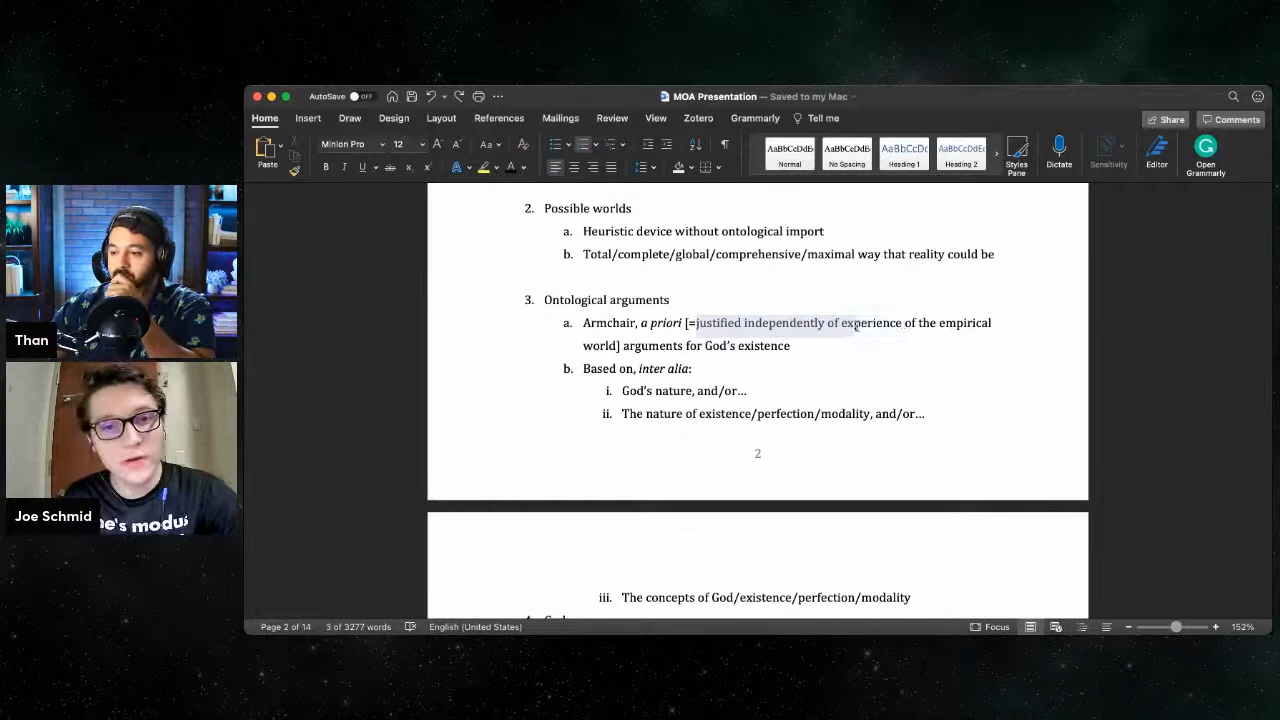 AutoSave OFF
MOA Presentation — Saved to my Mac
Home Insert Draw Design Layout References Mailings Review View Zotero Grammarly Tell me
Share Comments
Paste
Minion Pro 12
AaBbCcDdEe AaBbCcDdEe AaBbCcDc AaBbCcDdEe
Normal No Spacing Heading 1 Heading 2
Styles Pane
Dictate
Sensitivity
Editor
Open Grammarly
2. Possible worlds
a. Heuristic device without ontological import
b. Total/complete/global/comprehensive/maximal way that reality could be
3. Ontological arguments
a. Armchair, a priori [=justified independently of experience of the empirical
world] arguments for God's existence
b. Based on, inter alia:
i. God's nature, and/or…
ii. The nature of existence/perfection/modality, and/or…
2
iii. The concepts of God/existence/perfection/modality
Page 2 of 14 3 of 3277 words English (United States) Focus 152%
Than
Joe Schmid
ne's modus